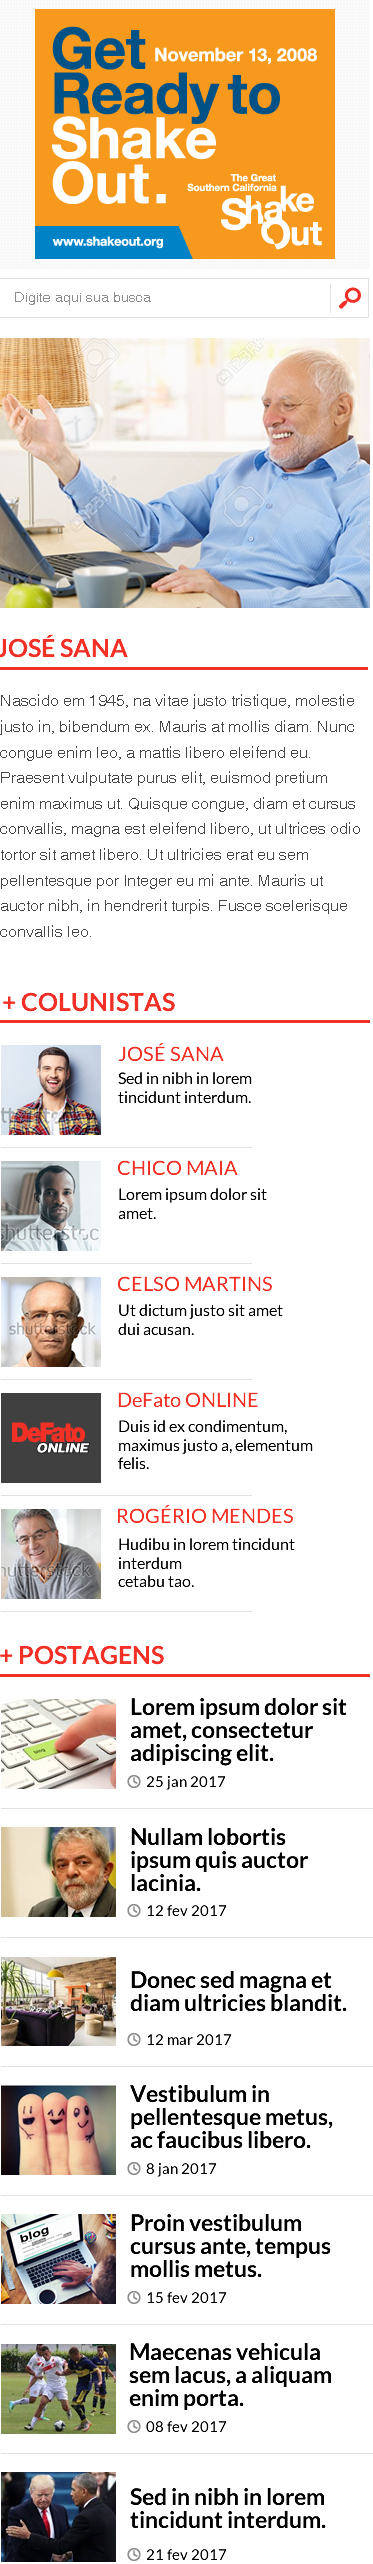 Get
November 13, 2008
Ready to
Shake
Out.
The Great
Southern California
Shake
Out
www.shakeout.org
Digite aqui sua busca
JOSÉ SANA
Nascido em 1945, na vitae justo tristique, molestie
justo in, bibendum ex. Mauris at mollis diam. Nunc
congue enim leo, a mattis libero eleifend eu.
Praesent vulputate purus elit, euismod pretium
enim maximus ut. Quisque congue, diam et cursus
convallis, magna est eleifend libero, ut ultrices odio
tortor sit amet libero. Ut ultricies erat eu sem
pellentesque por Integer eu mi ante. Mauris ut
auctor nibh, in hendrerit turpis. Fusce scelerisque
convallis leo.
+ COLUNISTAS
JOSÉ SANA
Sed in nibh in lorem
tincidunt interdum.
CHICO MAIA
Lorem ipsum dolor sit
amet.
CELSO MARTINS
Ut dictum justo sit amet
dui acusan.
shutterstock
DeFato ONLINE
Duis id ex condimentum,
maximus justo a, elementum
felis.
DeFato
ONLINE
ROGÉRIO MENDES
Hudibu in lorem tincidunt
interdum
cetabu tao.
+ POSTAGENS
Lorem ipsum dolor sit
amet, consectetur
adipiscing elit.
25 jan 2017
blog
Nullam lobortis
ipsum quis auctor
lacinia.
12 fev 2017
Donec sed magna et
diam ultricies blandit.
12 mar 2017
Vestibulum in
pellentesque metus,
ac faucibus libero.
8 jan 2017
Proin vestibulum
cursus ante, tempus
mollis metus.
15 fev 2017
blog
Maecenas vehicula
sem lacus, a aliquam
enim porta.
08 fev 2017
Sed in nibh in lorem
tincidunt interdum.
21 fev 2017